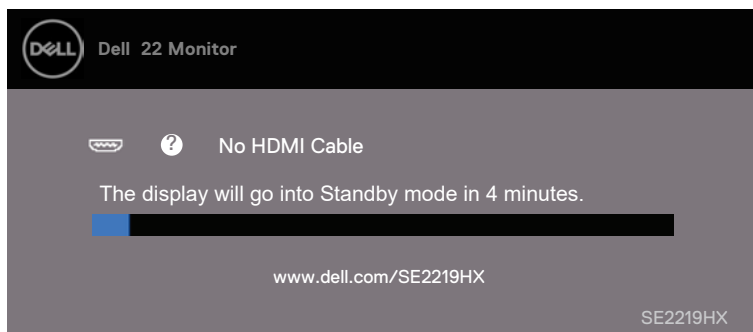 DELL Dell 22 Monitor
? No HDMI Cable
The display will go into Standby mode in 4 minutes.
www.dell.com/SE2219HX
SE2219HX